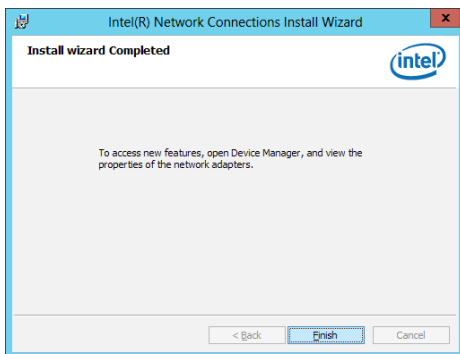 Intel(R) Network Connections Install Wizard
x
Install wizard Completed
intel
To access new features, open Device Manager, and view the
properties of the network adapters.
< Back
Finish
Cancel